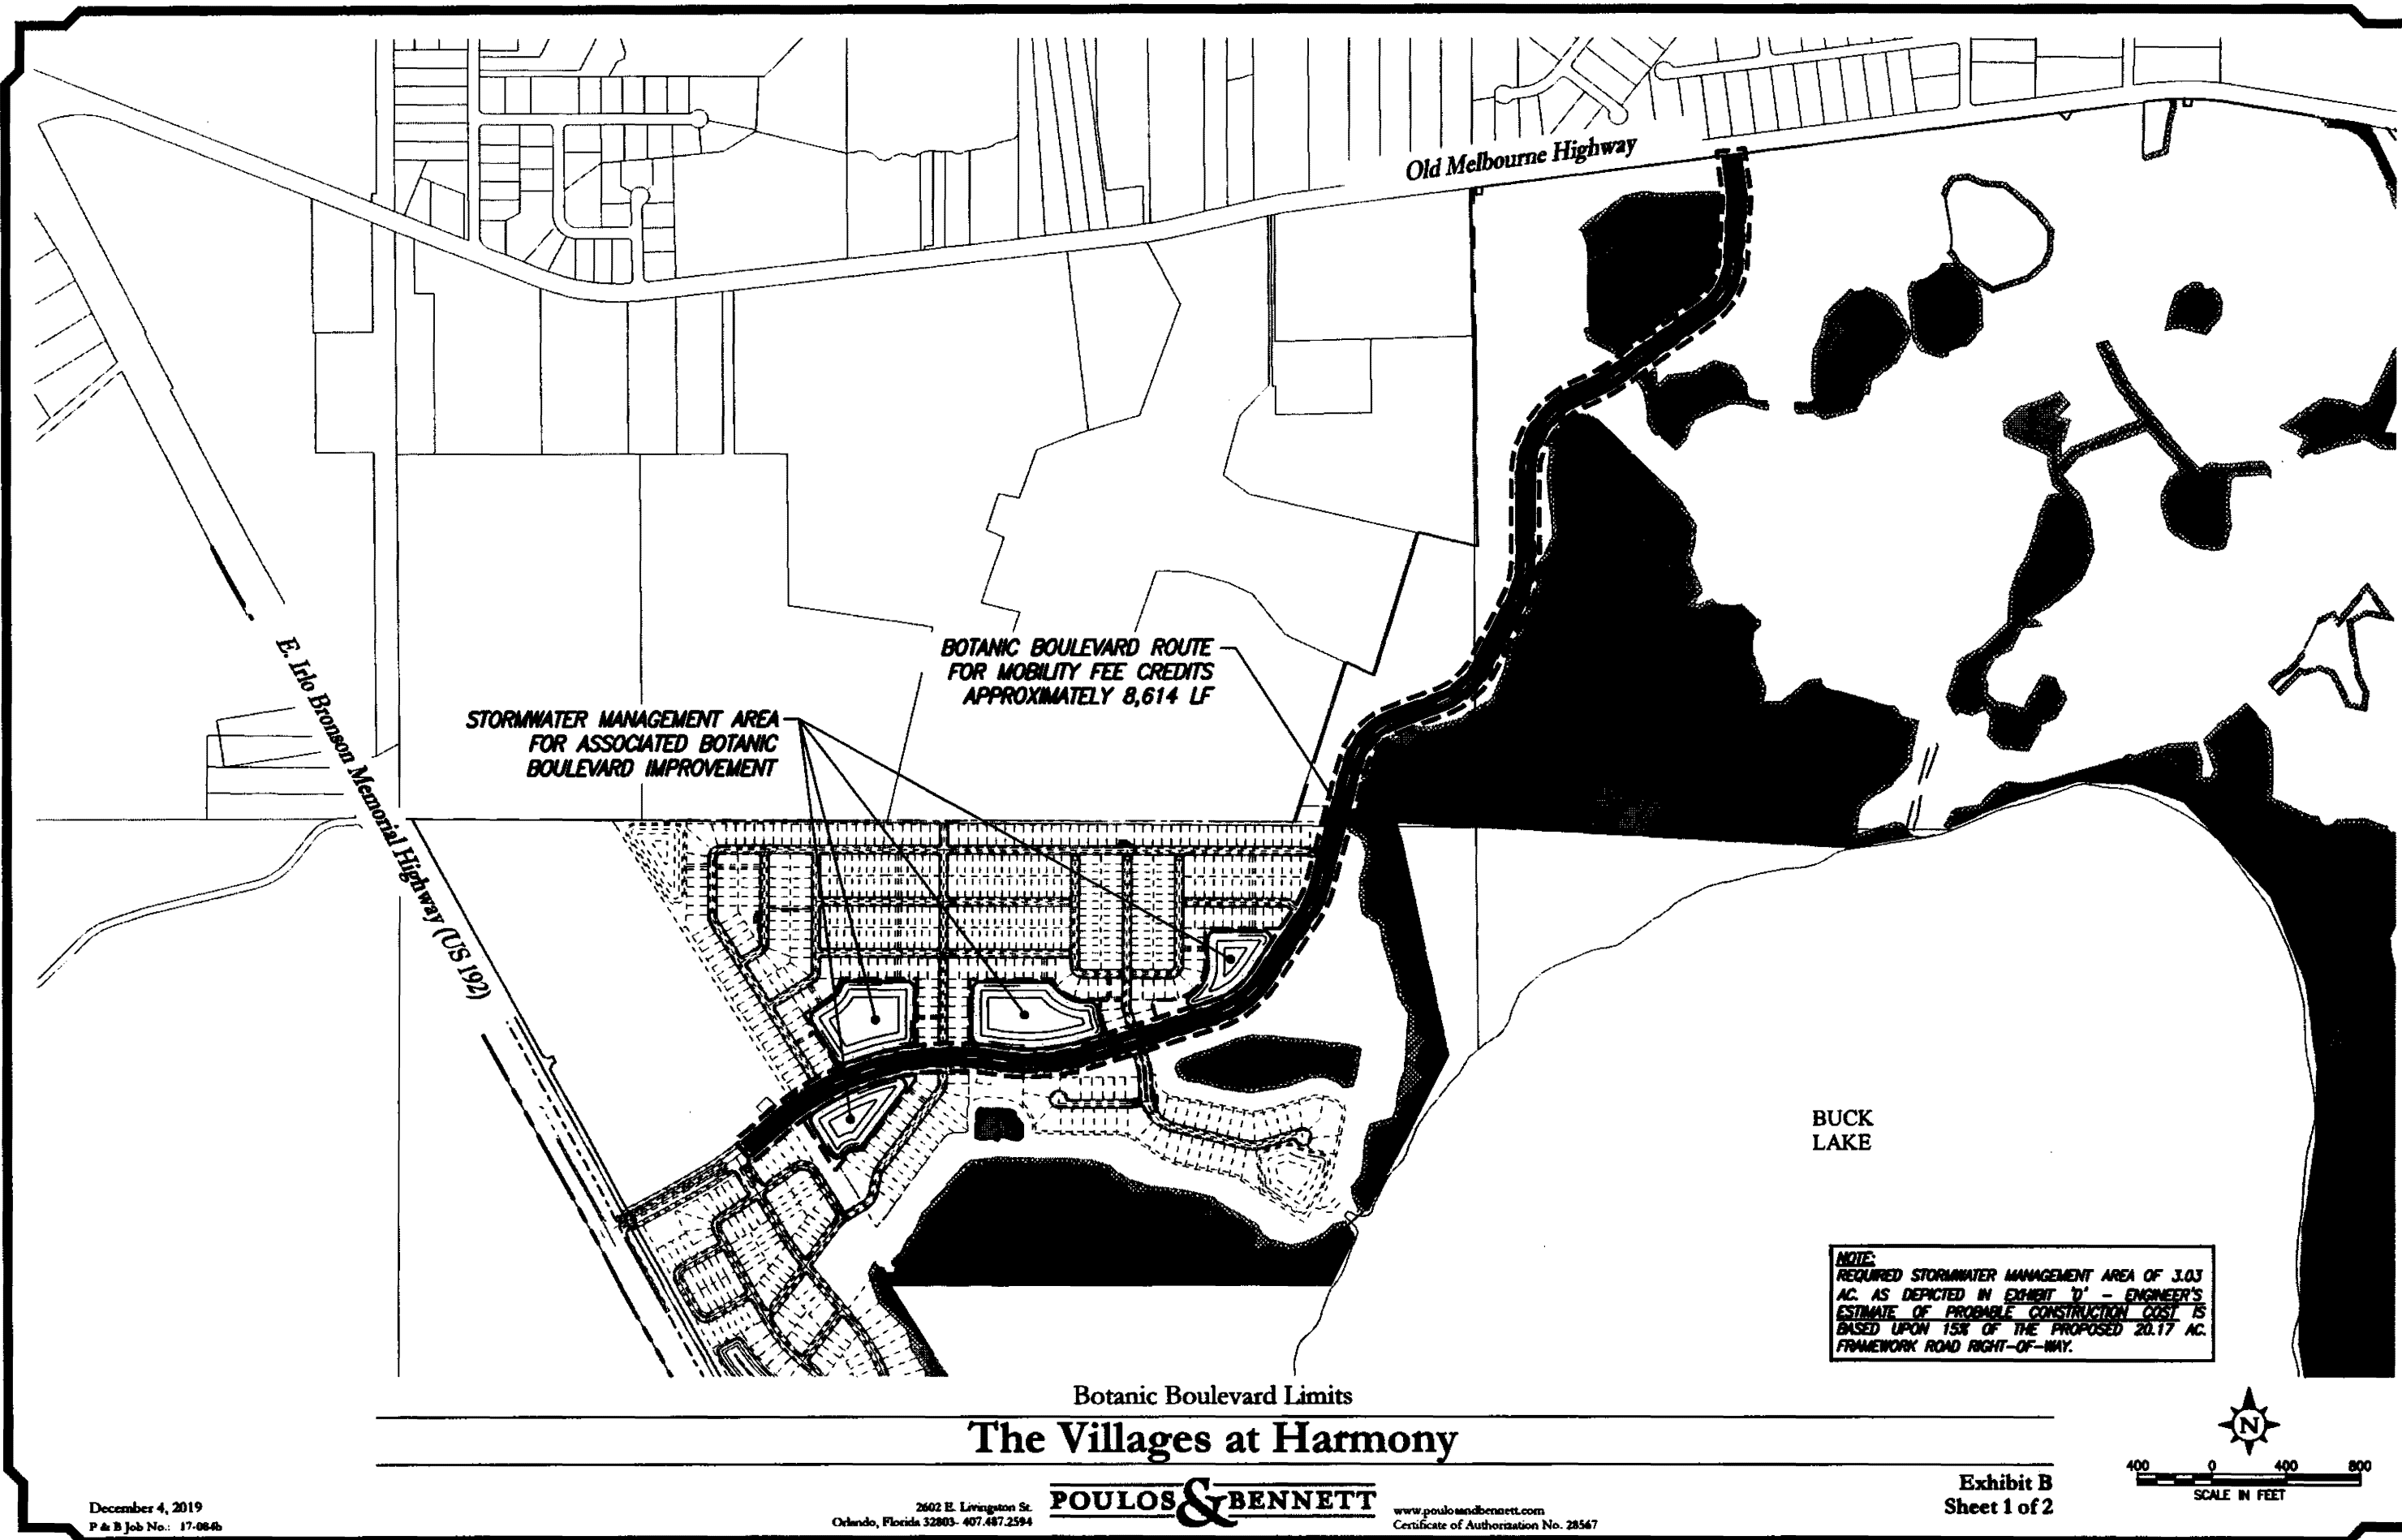 Old Melbourne Highway
E. Irlo Bronson Memorial Highway (US 192)
BOTANIC BOULEVARD ROUTE
FOR MOBILITY FEE CREDITS
APPROXIMATELY 8,614 LF
STORMWATER MANAGEMENT AREA
FOR ASSOCIATED BOTANIC
BOULEVARD IMPROVEMENT
BUCK
LAKE
NOTE:
REQUIRED STORMWATER MANAGEMENT AREA OF 3.03
AC. AS DEPICTED IN EXHIBIT 'D' - ENGINEER'S
ESTIMATE OF PROBABLE CONSTRUCTION COST IS
BASED UPON 15% OF THE PROPOSED 20.17 AC.
FRAMEWORK ROAD RIGHT-OF-WAY.
Botanic Boulevard Limits
The Villages at Harmony
N
400 0 400 800
SCALE IN FEET
Exhibit B
Sheet 1 of 2
December 4, 2019
P & B Job No.: 17-084b
2602 E. Livingston St.
Orlando, Florida 32803- 407.487.2594
POULOS & BENNETT
www.poulosandbennett.com
Certificate of Authorization No. 28567